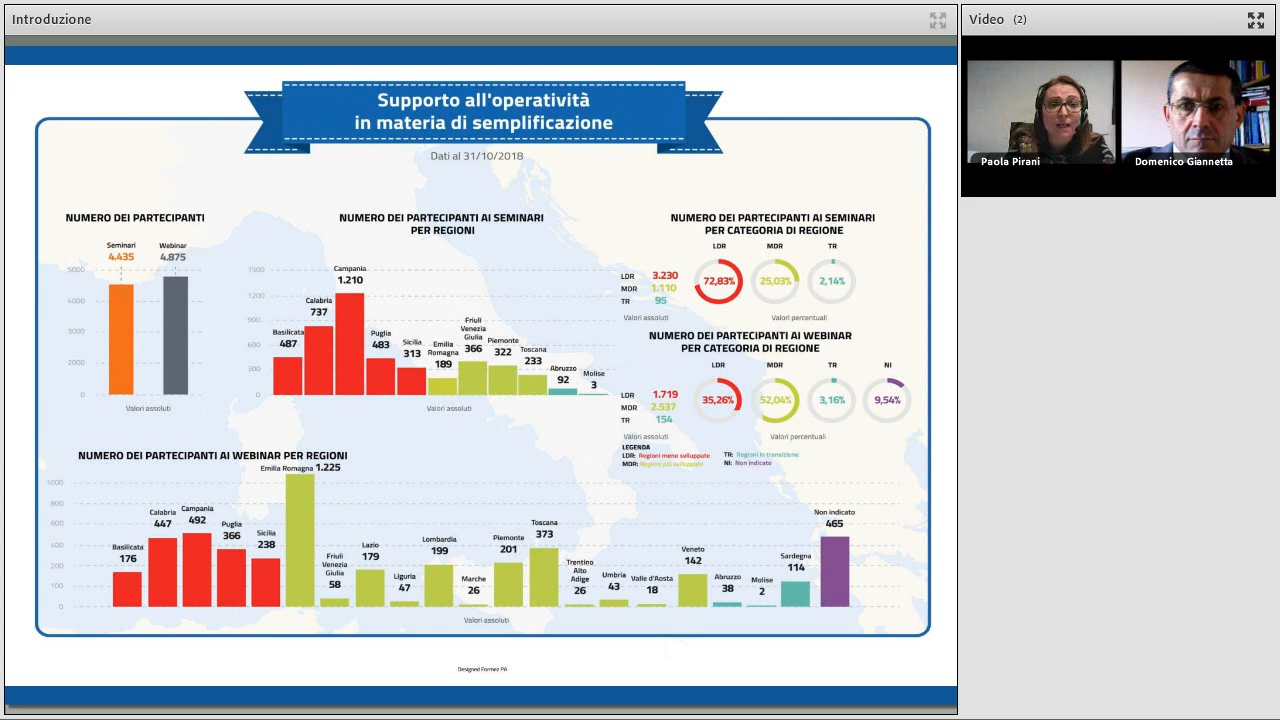 Introduzione
Video (2)
Paola Pirani
Domenico Giannetta
Supporto all'operatività
in materia di semplificazione
Dati al 31/10/2018
NUMERO DEI PARTECIPANTI
Seminari
4.435
Webinar
4.875
5000
4000
3000
2000
0
Valori assoluti
NUMERO DEI PARTECIPANTI AI SEMINARI
PER REGIONI
1500
1200
900
600
300
0
Basilicata
487
Calabria
737
Campania
1.210
Puglia
483
Sicilia
313
Emilia
Romagna
189
Friuli
Venezia
Giulia
366
Piemonte
322
Toscana
233
Abruzzo
92
Molise
3
Valori assoluti
NUMERO DEI PARTECIPANTI AI SEMINARI
PER CATEGORIA DI REGIONE
LDR MDR TR
LDR 3.230
MDR 1.110
TR 95
72,83% 25,03% 2,14%
Valori assoluti
Valori percentuali
NUMERO DEI PARTECIPANTI AI WEBINAR
PER CATEGORIA DI REGIONE
LDR MDR TR NI
LDR 1.719
MDR 2.537
TR 154
35,26% 52,04% 3,16% 9,54%
Valori assoluti
Valori percentuali
LEGENDA
LDR: Regioni meno sviluppate
MDR: Regioni più sviluppate
TR: Regioni in transizione
NI: Non indicato
NUMERO DEI PARTECIPANTI AI WEBINAR PER REGIONI
1000
800
600
400
200
100
0
Basilicata
176
Calabria
447
Campania
492
Puglia
366
Sicilia
238
Emilia Romagna 1.225
Friuli
Venezia
Giulia
58
Lazio
179
Liguria
47
Lombardia
199
Marche
26
Piemonte
201
Toscana
373
Trentino
Alto
Adige
26
Umbria
43
Valle d'Aosta
18
Veneto
142
Abruzzo
38
Molise
2
Sardegna
114
Non indicato
465
Valori assoluti
Designed Formez PA